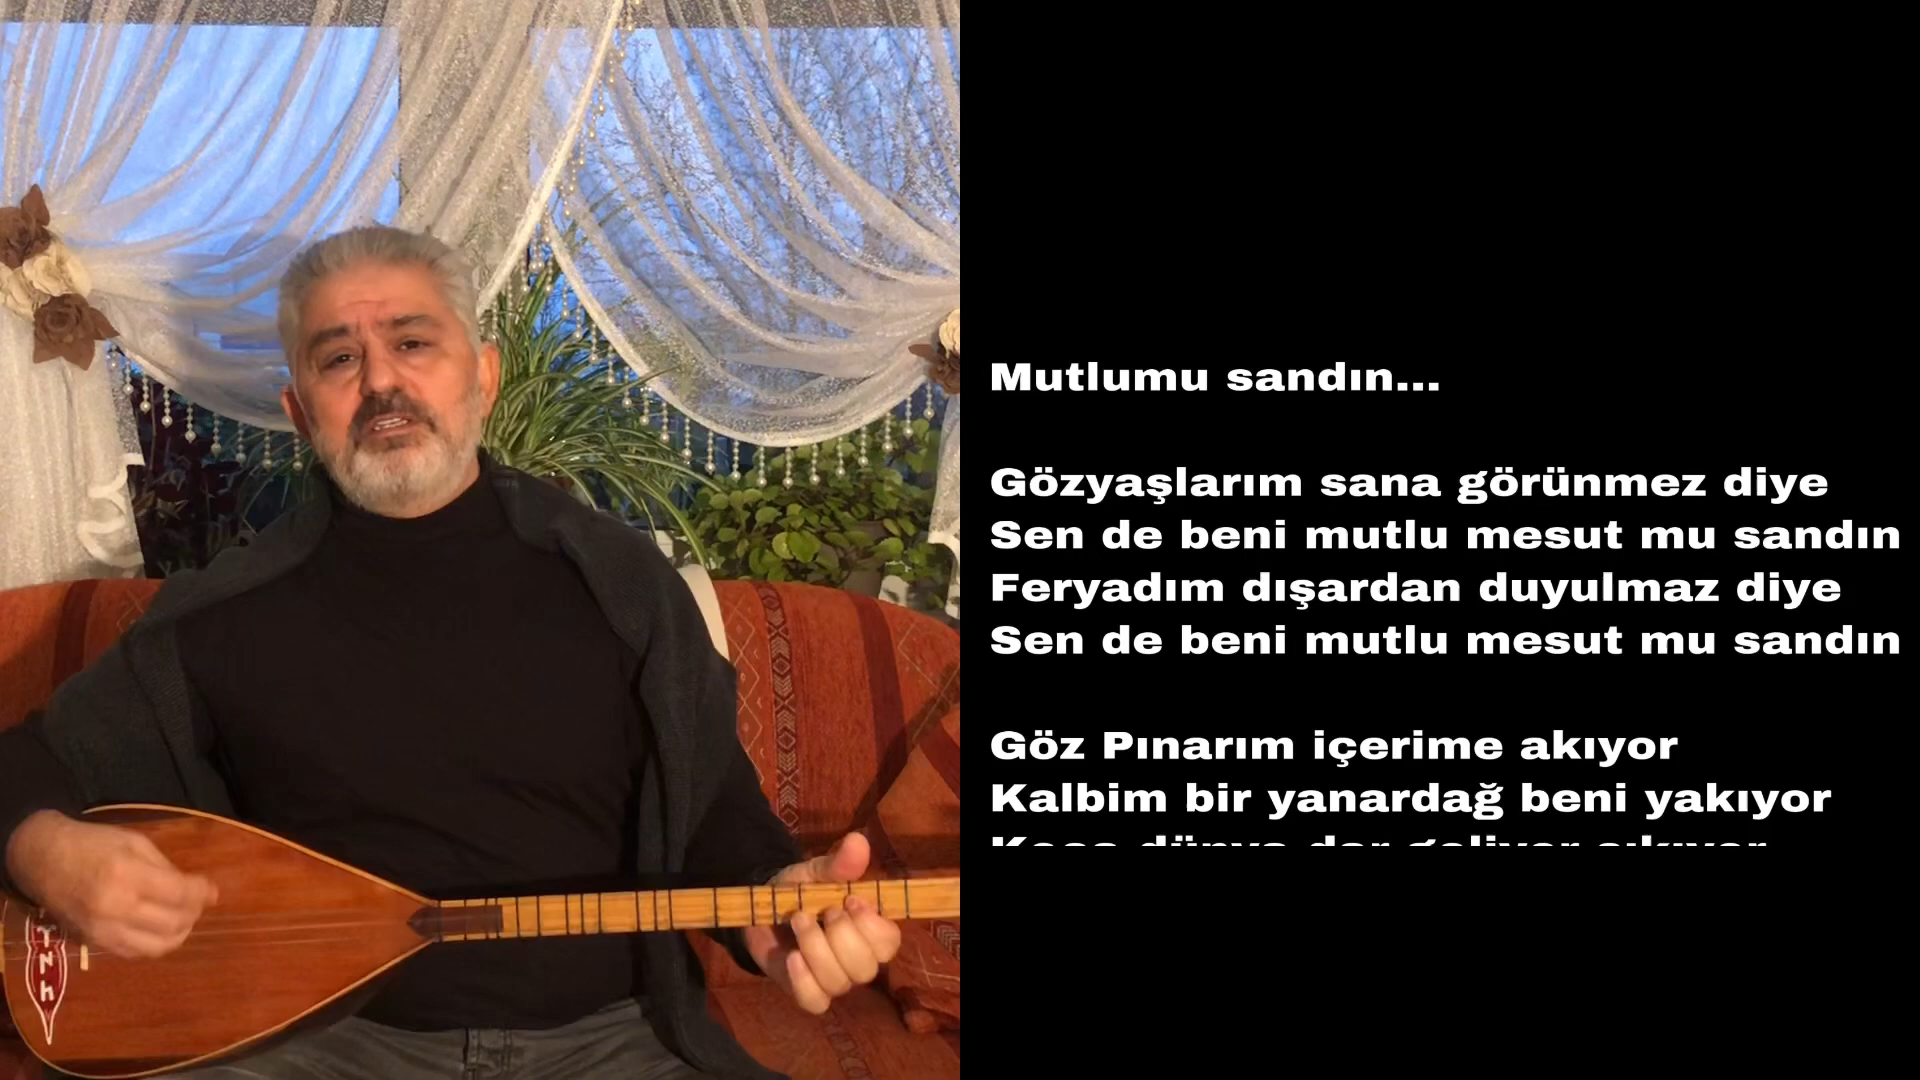 Mutlumu sandın...
Gözyaşlarım sana görünmez diye
Sen de beni mutlu mesut mu sandın
Feryadım dışardan duyulmaz diye
Sen de beni mutlu mesut mu sandın
Göz Pınarım içerime akıyor
Kalbim bir yanardağ beni yakıyor